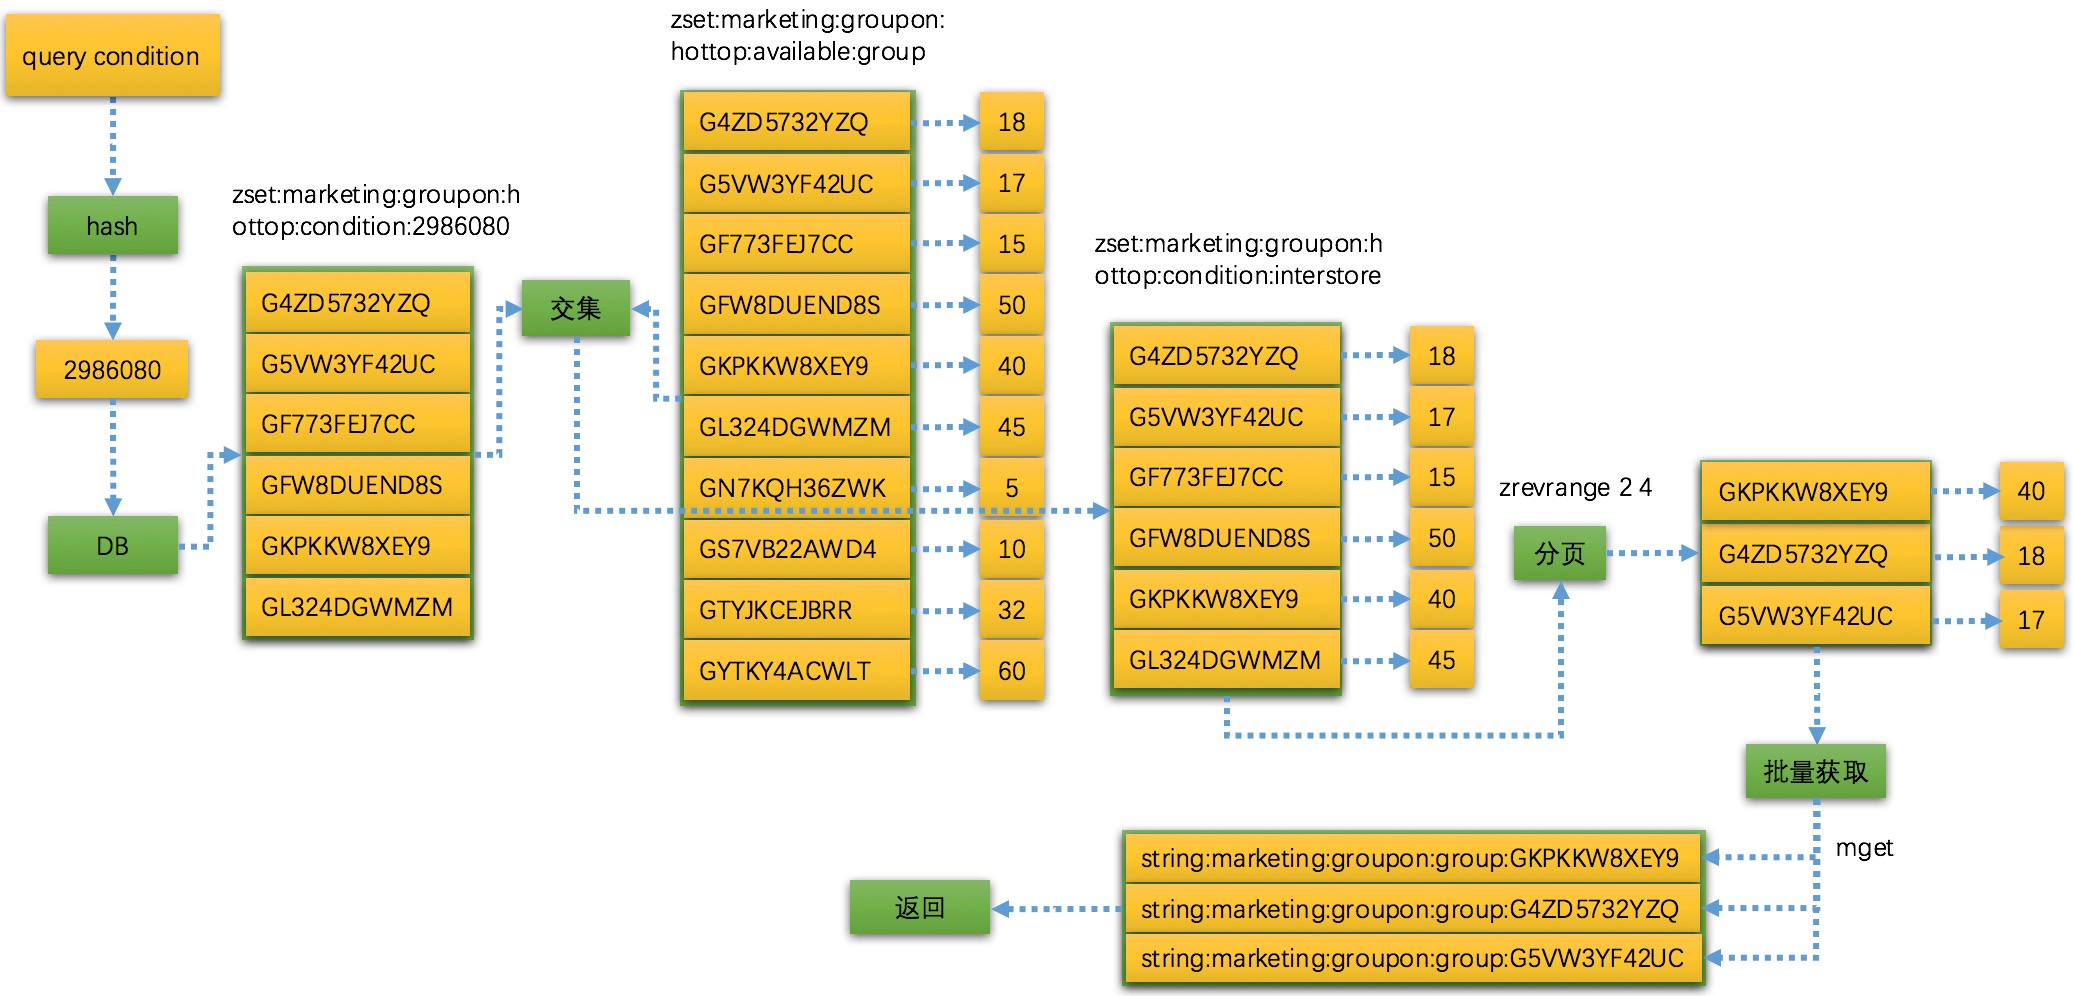 query condition
hash
2986080
DB
zset:marketing:groupon:h
ottop:condition:2986080
G4ZD5732YZQ
G5VW3YF42UC
GF773FEJ7CC
GFW8DUEND8S
GKPKKW8XEY9
GL324DGWMZM
交集
zset:marketing:groupon:
hottop:available:group
G4ZD5732YZQ 18
G5VW3YF42UC 17
GF773FEJ7CC 15
GFW8DUEND8S 50
GKPKKW8XEY9 40
GL324DGWMZM 45
GN7KQH36ZWK 5
GS7VB22AWD4 10
GTYJKCEJBRR 32
GYTKY4ACWLT 60
zset:marketing:groupon:h
ottop:condition:interstore
G4ZD5732YZQ 18
G5VW3YF42UC 17
GF773FEJ7CC 15
GFW8DUEND8S 50
GKPKKW8XEY9 40
GL324DGWMZM 45
zrevrange 2 4
分页
GKPKKW8XEY9 40
G4ZD5732YZQ 18
G5VW3YF42UC 17
批量获取
mget
string:marketing:groupon:group:GKPKKW8XEY9
string:marketing:groupon:group:G4ZD5732YZQ
string:marketing:groupon:group:G5VW3YF42UC
返回